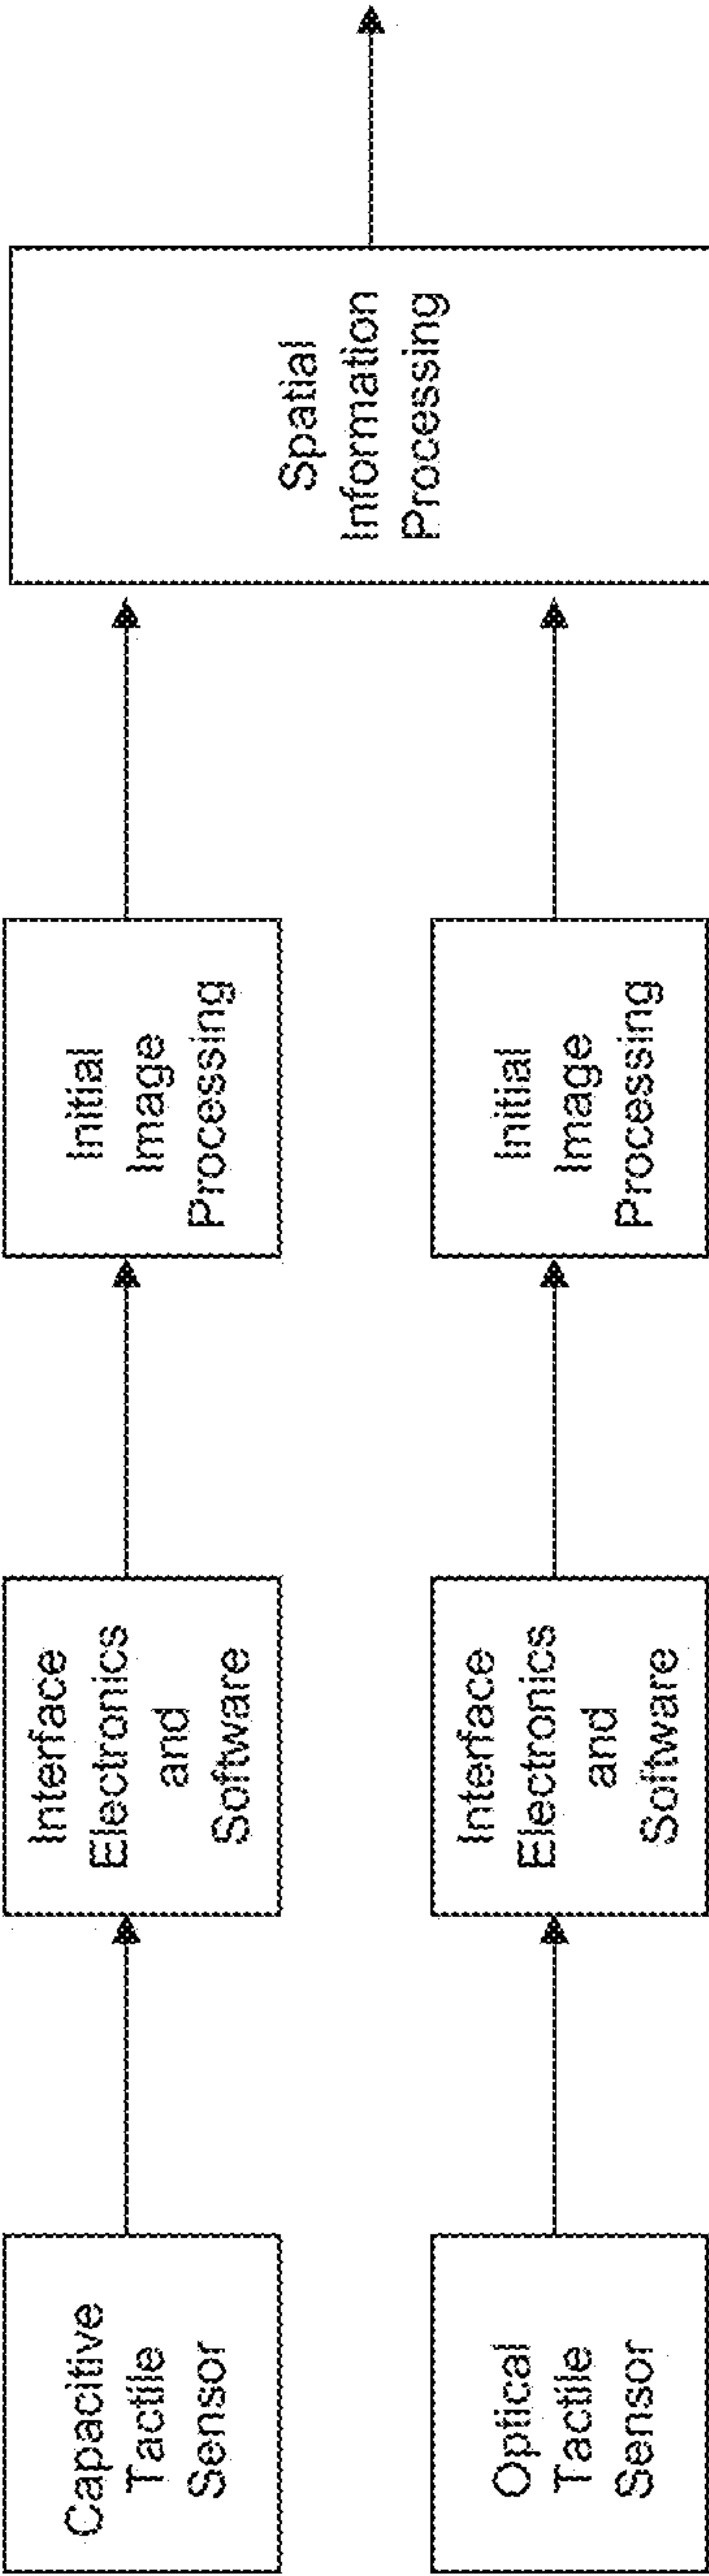 Capacitive
Tactile
Sensor
Interface
Electronics
and
Software
Initial
Image
Processing
Optical
Tactile
Sensor
Interface
Electronics
and
Software
Initial
Image
Processing
Spatial
Information
Processing